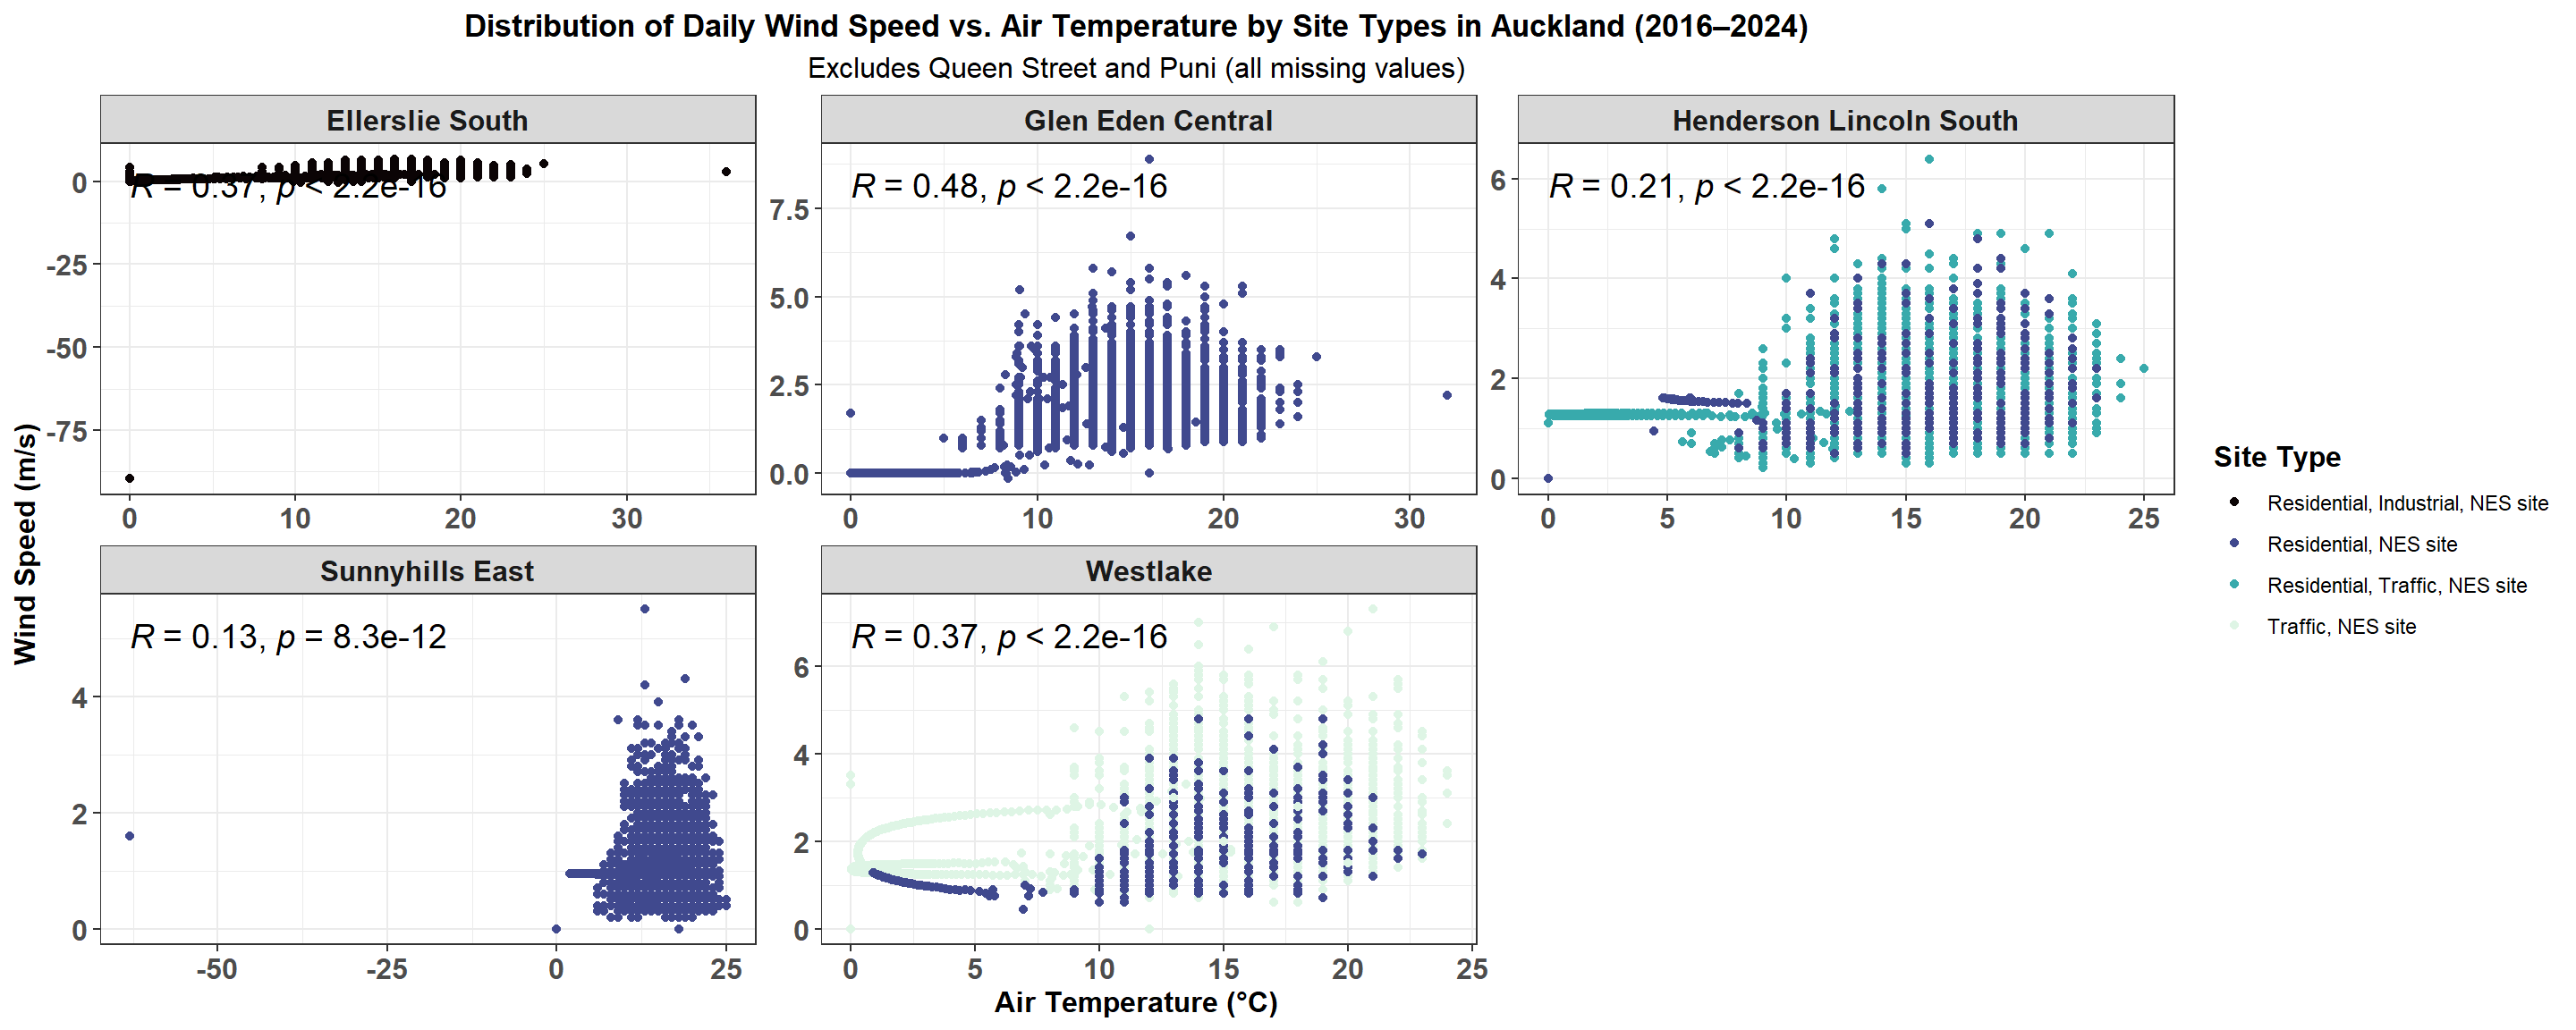 Distribution of Daily Wind Speed vs. Air Temperature by Site Types in Auckland (2016–2024)
Excludes Queen Street and Puni (all missing values)
Ellerslie South
Glen Eden Central
Henderson Lincoln South
R = 0.37, p < 2.2e-16
0
-25
-50
-75
0 10 20 30
R = 0.48, p < 2.2e-16
7.5
5.0
2.5
0.0
0 10 20 30
R = 0.21, p < 2.2e-16
6
4
2
0
0 5 10 15 20 25
Sunnyhills East
Westlake
R = 0.13, p = 8.3e-12
4
2
0
-50 -25 0 25
R = 0.37, p < 2.2e-16
6
4
2
0
0 5 10 15 20 25
Wind Speed (m/s)
Air Temperature (°C)
Site Type
Residential, Industrial, NES site
Residential, NES site
Residential, Traffic, NES site
Traffic, NES site